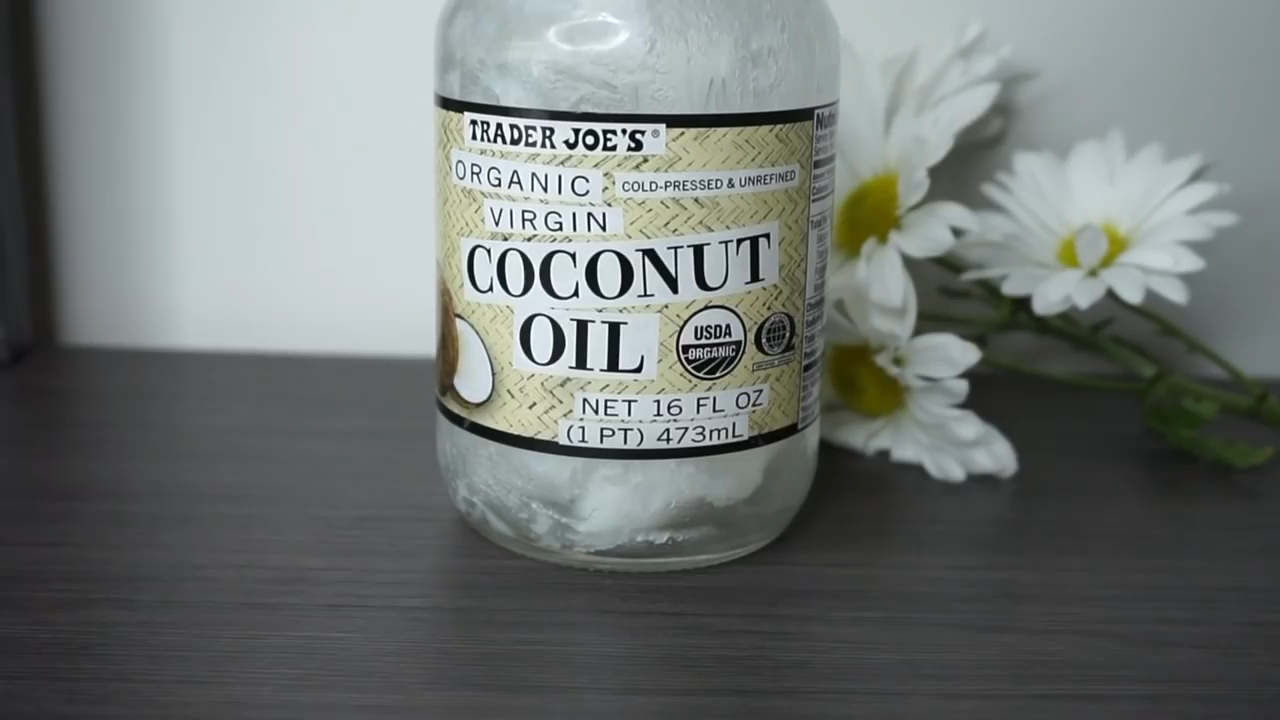 TRADER JOE'S®
ORGANIC
COLD-PRESSED & UNREFINED
VIRGIN
COCONUT
OIL
USDA
ORGANIC
NET 16 FL OZ
(1 PT) 473mL